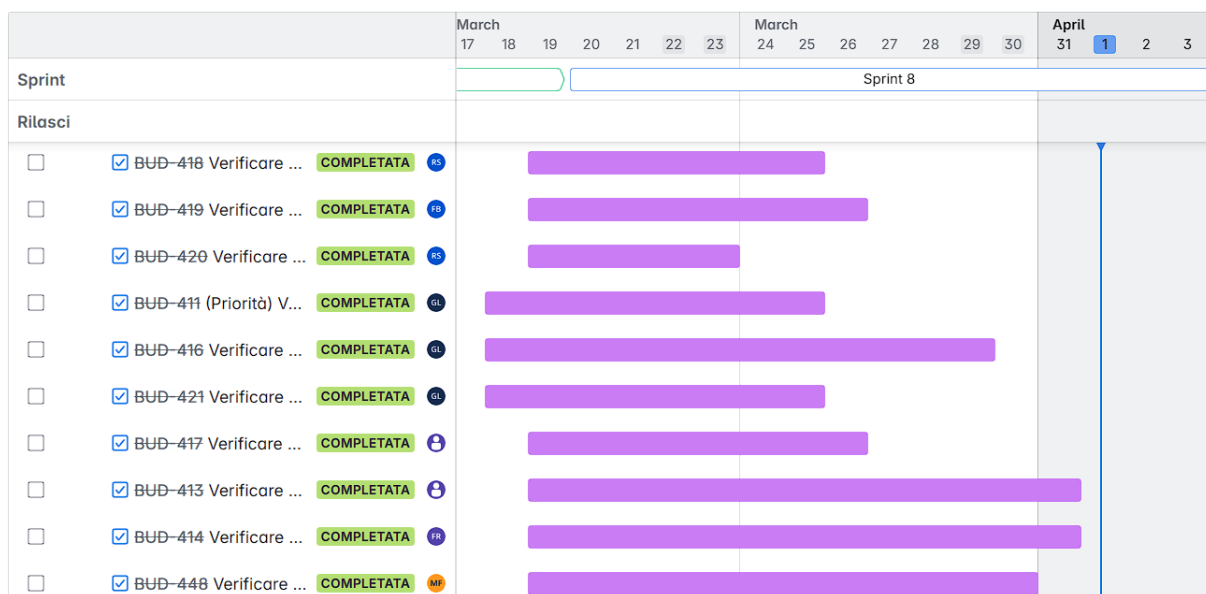 March March April
17 18 19 20 21 22 23 24 25 26 27 28 29 30 31 1 2 3
Sprint Sprint 8
Rilasci
BUD-418 Verificare ... COMPLETATA RS
BUD-419 Verificare ... COMPLETATA FB
BUD-420 Verificare ... COMPLETATA RS
BUD-411 (Priorità) V... COMPLETATA GL
BUD-416 Verificare ... COMPLETATA GL
BUD-421 Verificare ... COMPLETATA GL
BUD-417 Verificare ... COMPLETATA
BUD-413 Verificare ... COMPLETATA
BUD-414 Verificare ... COMPLETATA FR
BUD-448 Verificare ... COMPLETATA MF